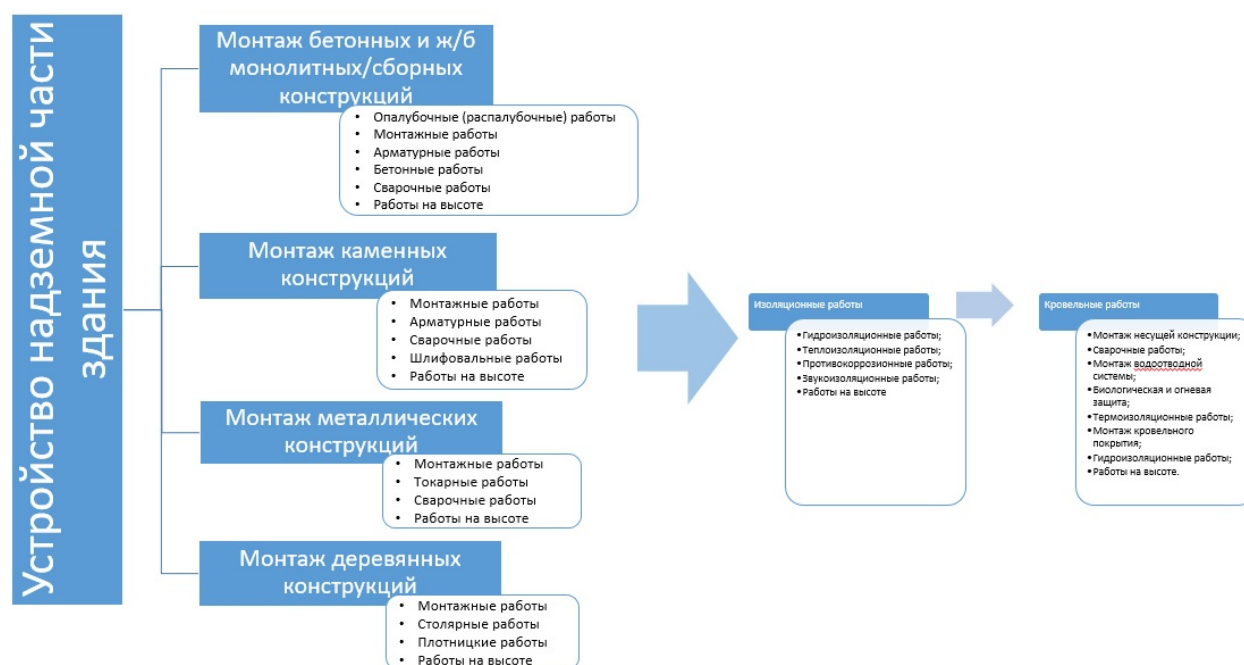 Устройство надземной части
здания
Монтаж бетонных и ж/б
монолитных/сборных
конструкций
• Опалубочные (распалубочные) работы
• Монтажные работы
• Арматурные работы
• Бетонные работы
• Сварочные работы
• Работы на высоте
Монтаж каменных
конструкций
• Монтажные работы
• Арматурные работы
• Сварочные работы
• Шлифовальные работы
• Работы на высоте
Монтаж металлических
конструкций
• Монтажные работы
• Токарные работы
• Сварочные работы
• Работы на высоте
Монтаж деревянных
конструкций
• Монтажные работы
• Столярные работы
• Плотницкие работы
• Работы на высоте
Изоляционные работы
•Гидроизоляционные работы;
•Теплоизоляционные работы;
•Противокоррозионные работы;
•Звукоизоляционные работы;
•Работы на высоте
Кровельные работы
•Монтаж несущей конструкции;
•Сварочные работы;
•Монтаж водоотводной
системы;
•Биологическая и огневая
защита;
•Термоизоляционные работы;
•Монтаж кровельного
покрытия;
•Гидроизоляционные работы;
•Работы на высоте.